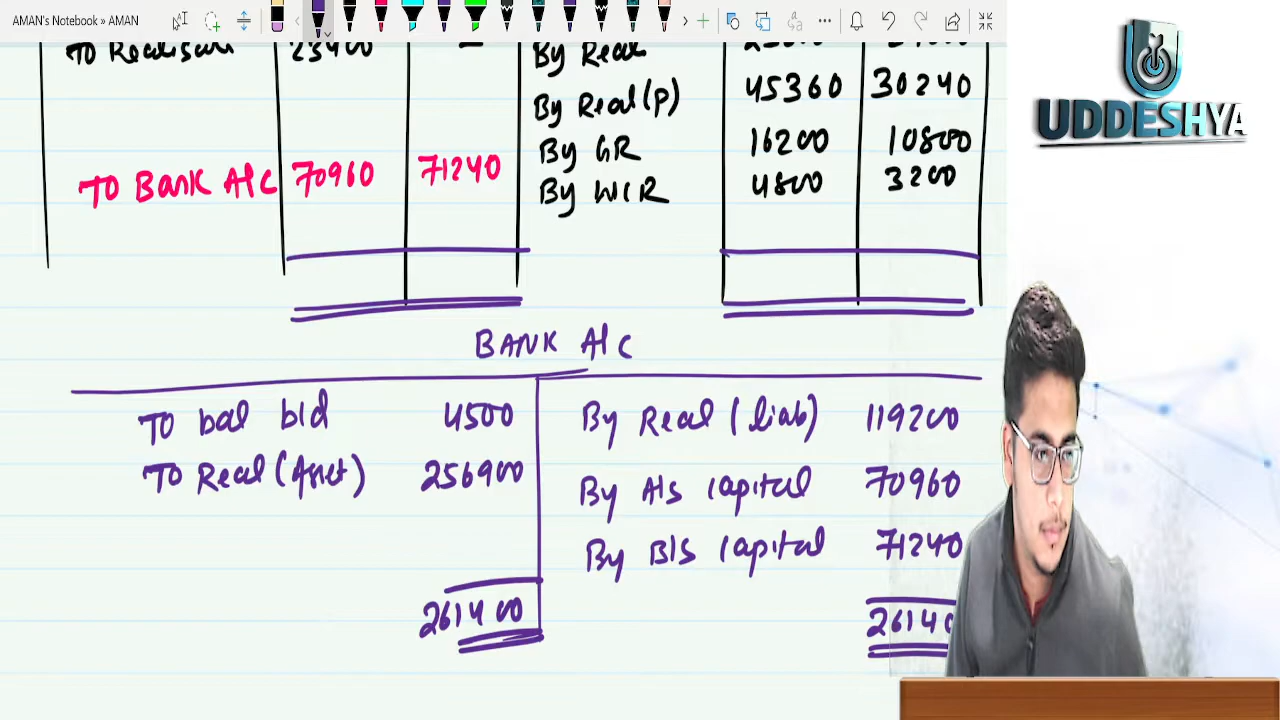 AMAN's Notebook » AMAN
UDDESHYA
To Realisan 23400 - By Real
By Real (P) 45360 30240
By GR 16200 10800
To Bank A/C 70960 71240 By WCR 4800 3200
BANK A/C
To bal b/d 4500 By Real (liab) 119200
To Real (Asset) 256900 By A/s capital 70960
By B/s capital 71240
261400 26140